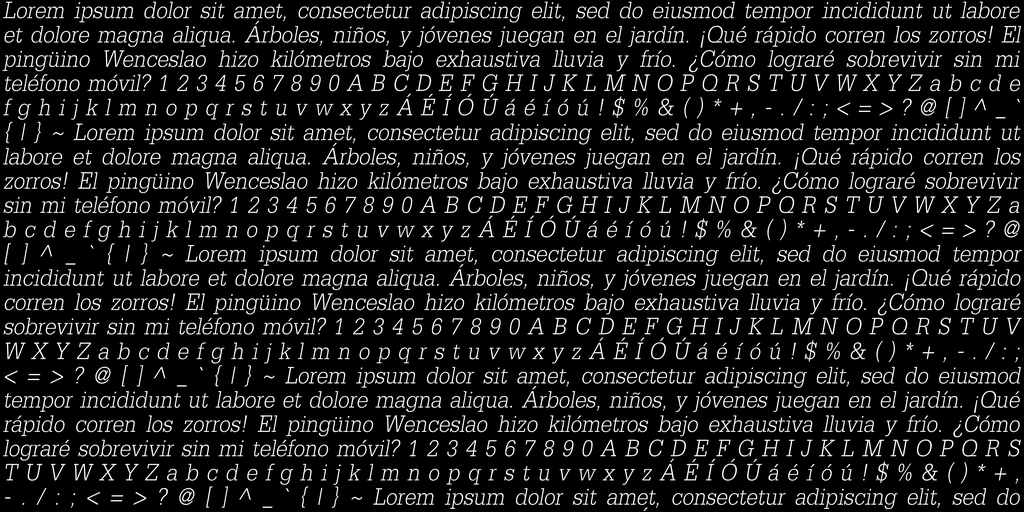 Lorem ipsum dolor sit amet, consectetur adipiscing elit, sed do eiusmod tempor incididunt ut labore
et dolore magna aliqua. Árboles, niños, y jóvenes juegan en el jardín. ¡Qué rápido corren los zorros! El
pingüino Wenceslao hizo kilómetros bajo exhaustiva lluvia y frío. ¿Cómo lograré sobrevivir sin mi
teléfono móvil? 1 2 3 4 5 6 7 8 9 0 A B C D E F G H I J K L M N O P Q R S T U V W X Y Z a b c d e
f g h i j k l m n o p q r s t u v w x y z Á É Í Ó Ú á é í ó ú ! $ % & ( ) * + , - . / : ; < = > ? @ [ ] ^ _ `
{ | } ~ Lorem ipsum dolor sit amet, consectetur adipiscing elit, sed do eiusmod tempor incididunt ut
labore et dolore magna aliqua. Árboles, niños, y jóvenes juegan en el jardín. ¡Qué rápido corren los
zorros! El pingüino Wenceslao hizo kilómetros bajo exhaustiva lluvia y frío. ¿Cómo lograré sobrevivir
sin mi teléfono móvil? 1 2 3 4 5 6 7 8 9 0 A B C D E F G H I J K L M N O P Q R S T U V W X Y Z a
b c d e f g h i j k l m n o p q r s t u v w x y z Á É Í Ó Ú á é í ó ú ! $ % & ( ) * + , - . / : ; < = > ? @
[ ] ^ _ ` { | } ~ Lorem ipsum dolor sit amet, consectetur adipiscing elit, sed do eiusmod tempor
incididunt ut labore et dolore magna aliqua. Árboles, niños, y jóvenes juegan en el jardín. ¡Qué rápido
corren los zorros! El pingüino Wenceslao hizo kilómetros bajo exhaustiva lluvia y frío. ¿Cómo lograré
sobrevivir sin mi teléfono móvil? 1 2 3 4 5 6 7 8 9 0 A B C D E F G H I J K L M N O P Q R S T U V
W X Y Z a b c d e f g h i j k l m n o p q r s t u v w x y z Á É Í Ó Ú á é í ó ú ! $ % & ( ) * + , - . / : ;
< = > ? @ [ ] ^ _ ` { | } ~ Lorem ipsum dolor sit amet, consectetur adipiscing elit, sed do eiusmod
tempor incididunt ut labore et dolore magna aliqua. Árboles, niños, y jóvenes juegan en el jardín. ¡Qué
rápido corren los zorros! El pingüino Wenceslao hizo kilómetros bajo exhaustiva lluvia y frío. ¿Cómo
lograré sobrevivir sin mi teléfono móvil? 1 2 3 4 5 6 7 8 9 0 A B C D E F G H I J K L M N O P Q R S
T U V W X Y Z a b c d e f g h i j k l m n o p q r s t u v w x y z Á É Í Ó Ú á é í ó ú ! $ % & ( ) * + ,
- . / : ; < = > ? @ [ ] ^ _ ` { | } ~ Lorem ipsum dolor sit amet, consectetur adipiscing elit, sed do